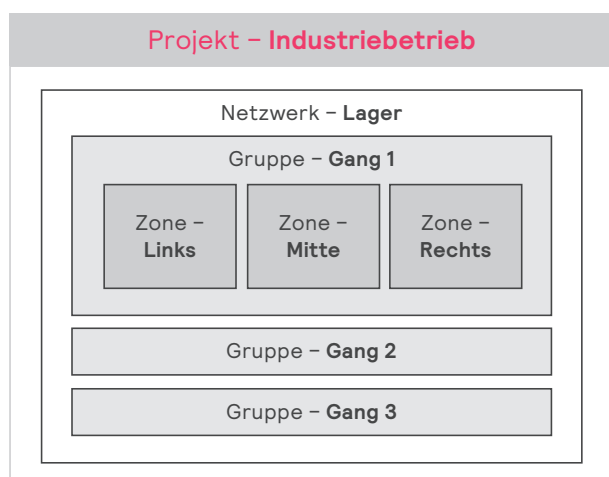 Projekt – Industriebetrieb
Netzwerk – Lager
Gruppe – Gang 1
Zone –
Links
Zone –
Mitte
Zone –
Rechts
Gruppe – Gang 2
Gruppe – Gang 3